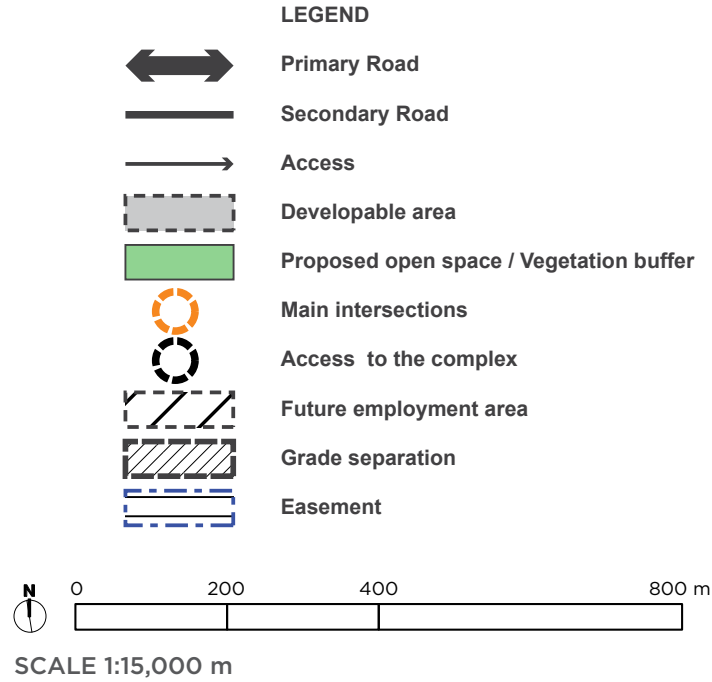 LEGEND
Primary Road
Secondary Road
Access
Developable area
Proposed open space / Vegetation buffer
Main intersections
Access to the complex
Future employment area
Grade separation
Easement
N 0 200 400 800 m
SCALE 1:15,000 m